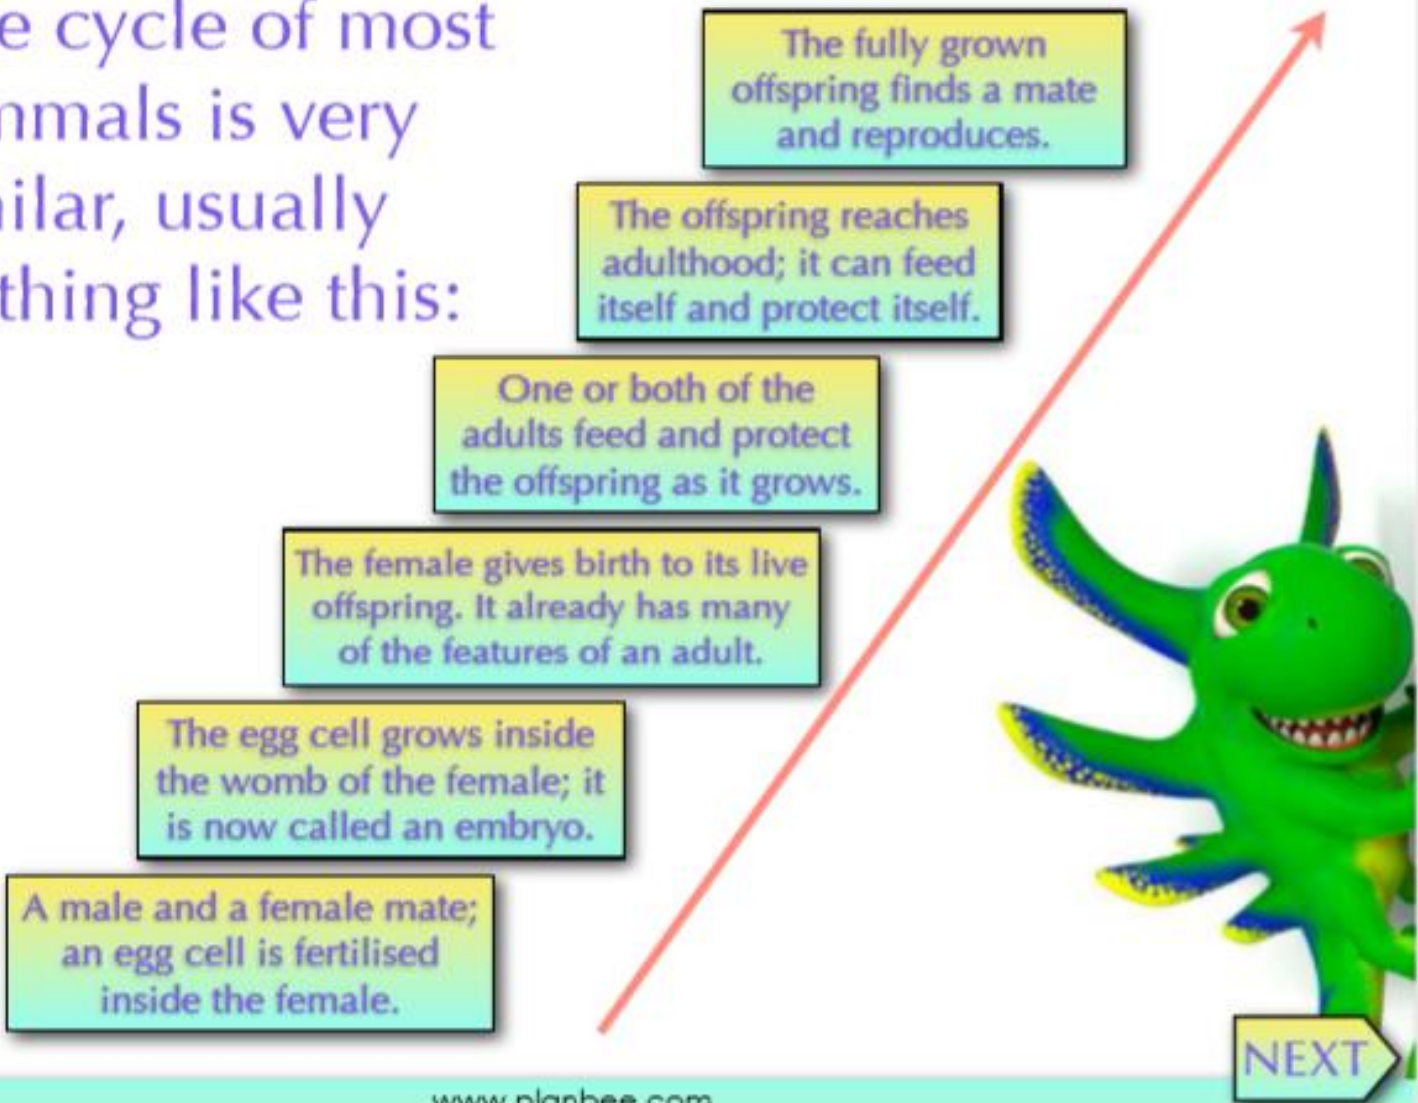 e cycle of most
mmals is very
ilar, usually
thing like this:
The fully grown
offspring finds a mate
and reproduces.
The offspring reaches
adulthood; it can feed
itself and protect itself.
One or both of the
adults feed and protect
the offspring as it grows.
The female gives birth to its live
offspring. It already has many
of the features of an adult.
The egg cell grows inside
the womb of the female; it
is now called an embryo.
A male and a female mate;
an egg cell is fertilised
inside the female.
NEXT
www.planbee.com